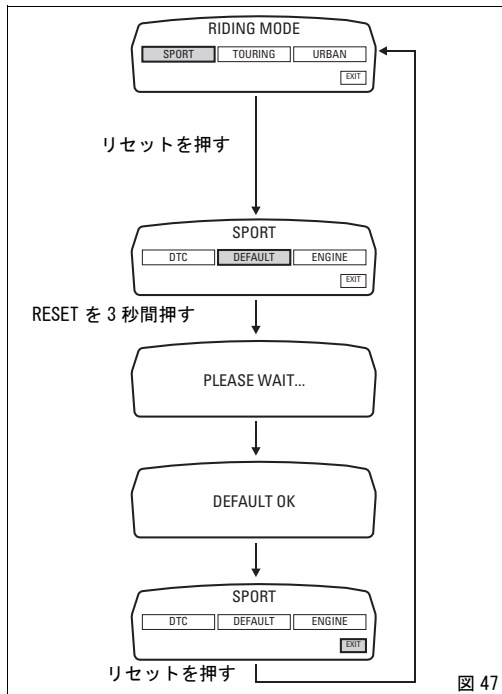 RIDING MODE
SPORT TOURING URBAN
EXIT
リセットを押す
SPORT
DTC DEFAULT ENGINE
EXIT
RESET を 3 秒間押す
PLEASE WAIT...
DEFAULT OK
SPORT
DTC DEFAULT ENGINE
EXIT
リセットを押す
図 47